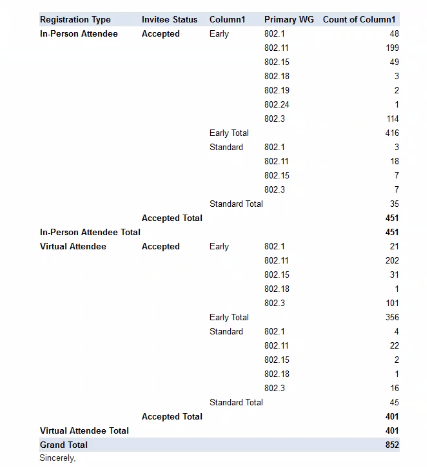 Registration Type Invitee Status Column1 Primary WG Count of Column1
In-Person Attendee Accepted Early 802.1 48
802.11 199
802.15 49
802.18 3
802.19 2
802.24 1
802.3 114
Early Total 416
Standard 802.1 3
802.11 18
802.15 7
802.3 7
Standard Total 35
Accepted Total 451
In-Person Attendee Total 451
Virtual Attendee Accepted Early 802.1 21
802.11 202
802.15 31
802.18 1
802.3 101
Early Total 356
Standard 802.1 4
802.11 22
802.15 2
802.18 1
802.3 16
Standard Total 45
Accepted Total 401
Virtual Attendee Total 401
Grand Total 852
Sincerely,